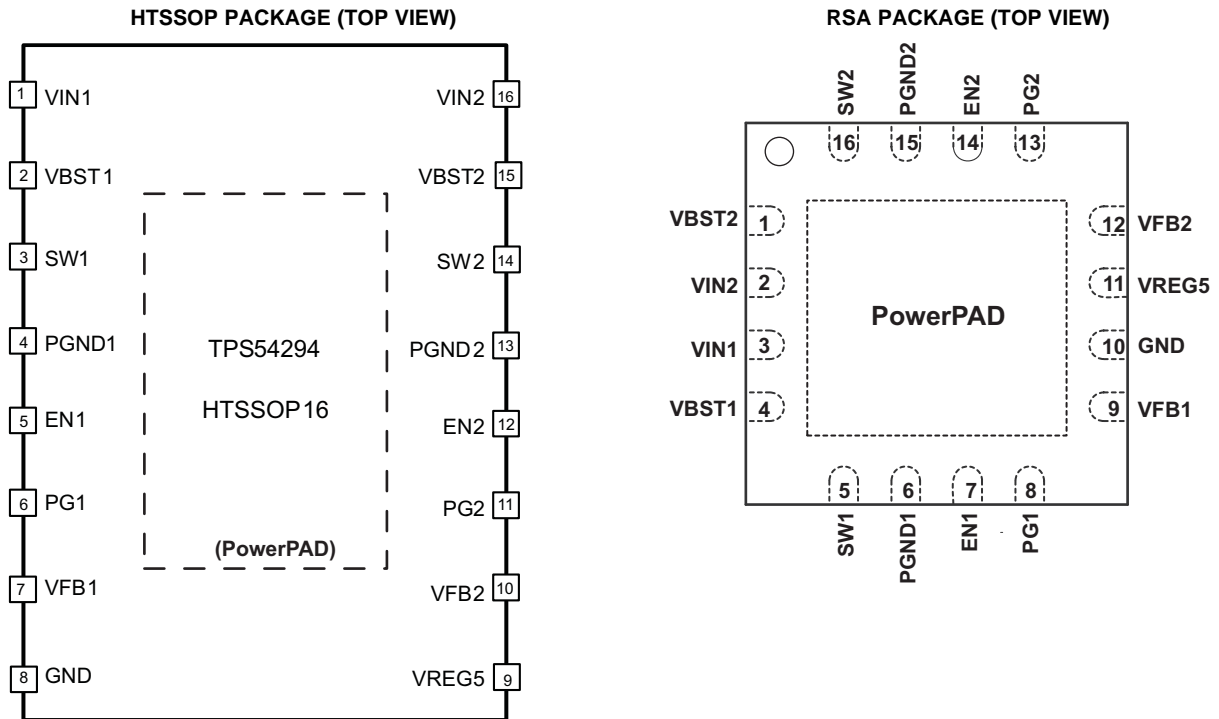 HTSSOP PACKAGE (TOP VIEW)
1 VIN1
VIN2 16
2 VBST1
VBST2 15
3 SW1
SW2 14
4 PGND1
PGND2 13
5 EN1
EN2 12
6 PG1
PG2 11
7 VFB1
VFB2 10
8 GND
VREG5 9
TPS54294
HTSSOP16
(PowerPAD)
RSA PACKAGE (TOP VIEW)
SW2
PGND2
EN2
PG2
16 15 14 13
VBST2 1
12 VFB2
VIN2 2
11 VREG5
VIN1 3
10 GND
VBST1 4
9 VFB1
PowerPAD
5 6 7 8
SW1
PGND1
EN1
PG1